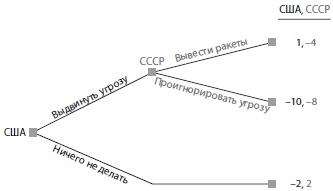 США, СССР
Вывести ракеты
1, –4
СССР
Выдвинуть угрозу
Проигнорировать угрозу
–10, –8
США
Ничего не делать
–2, 2